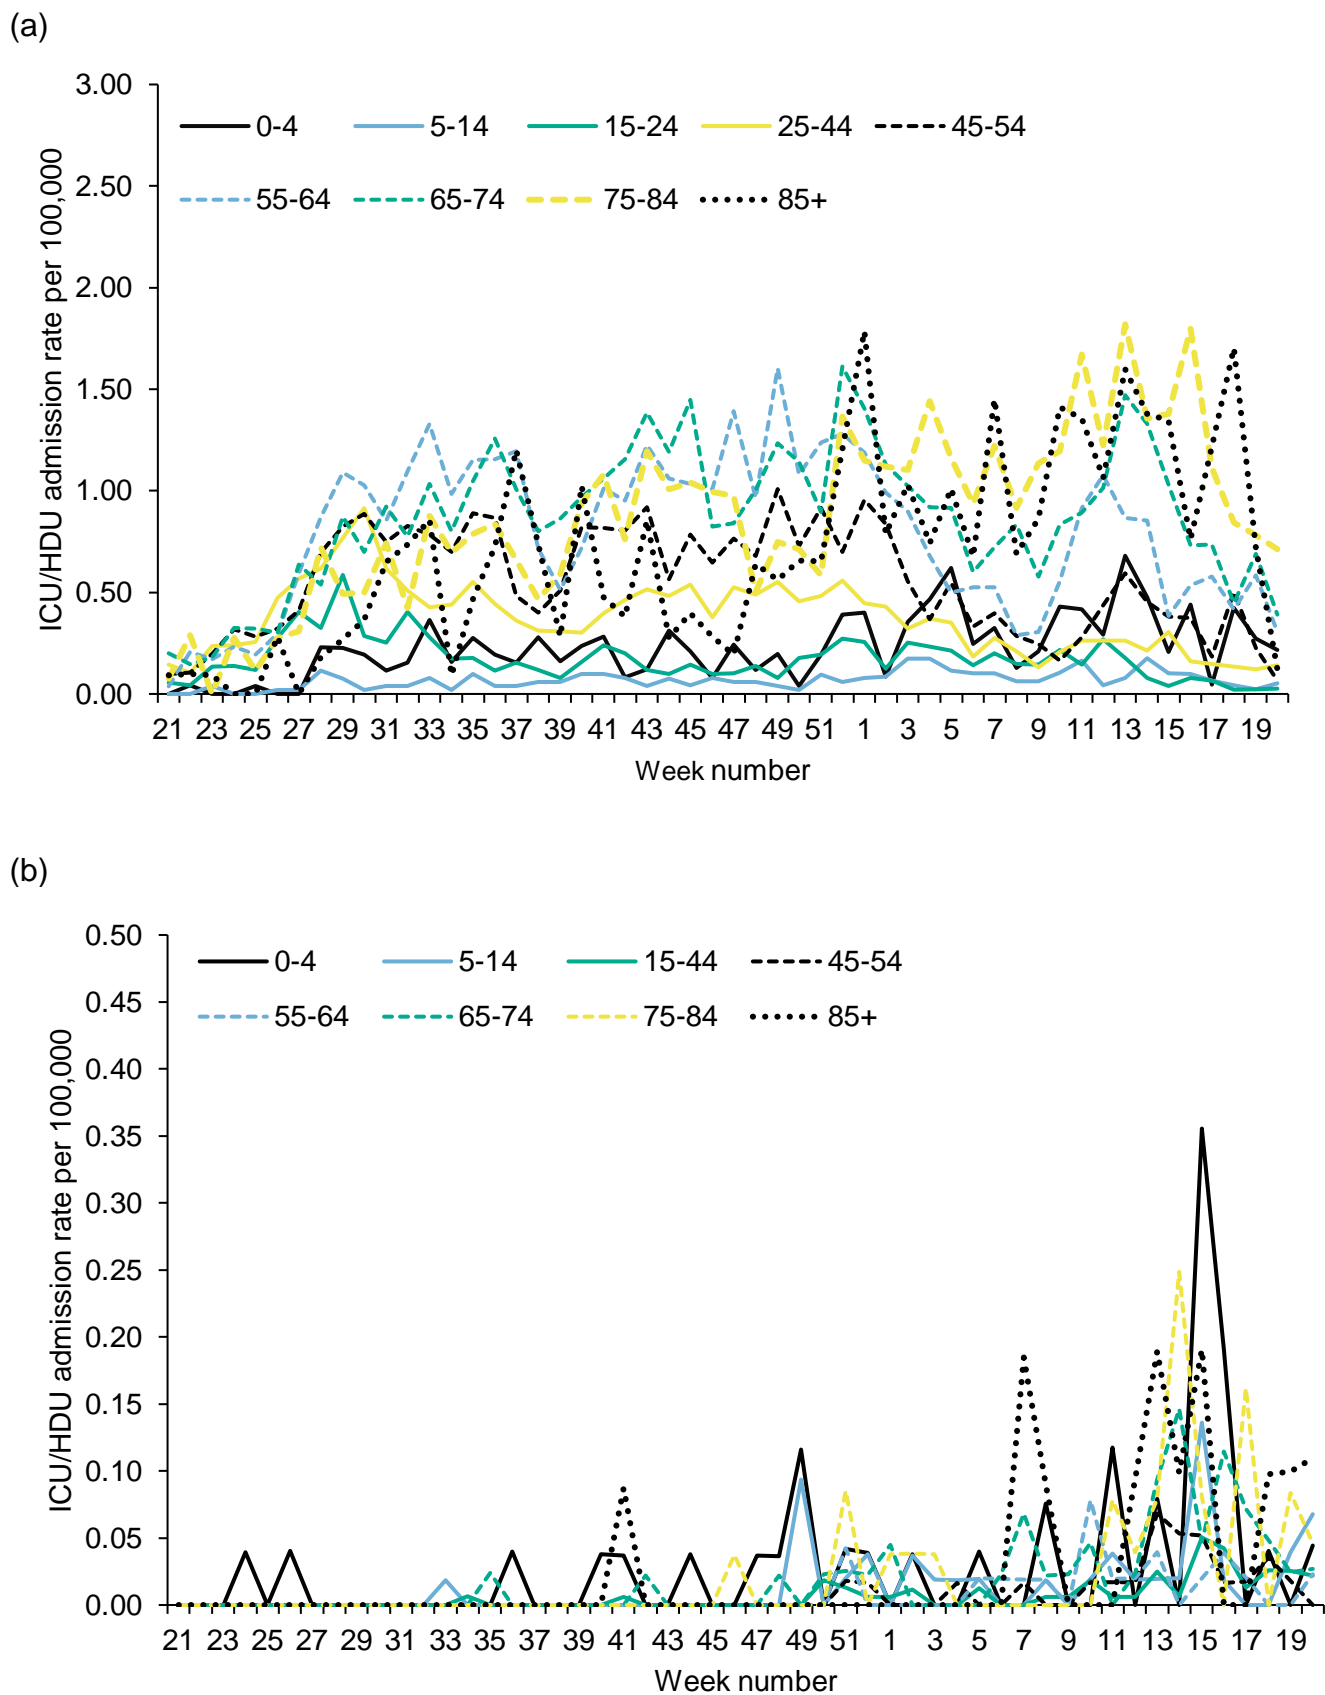 (a)
3.00
0-4 5-14 15-24 25-44 45-54
2.50
55-64 65-74 75-84 85+
2.00
1.50
1.00
0.50
0.00
ICU/HDU admission rate per 100,000
21 23 25 27 29 31 33 35 37 39 41 43 45 47 49 51 1 3 5 7 9 11 13 15 17 19
Week number
(b)
0.50
0-4 5-14 15-44 45-54
0.45
55-64 65-74 75-84 85+
0.40
0.35
0.30
0.25
0.20
0.15
0.10
0.05
0.00
ICU/HDU admission rate per 100,000
21 23 25 27 29 31 33 35 37 39 41 43 45 47 49 51 1 3 5 7 9 11 13 15 17 19
Week number